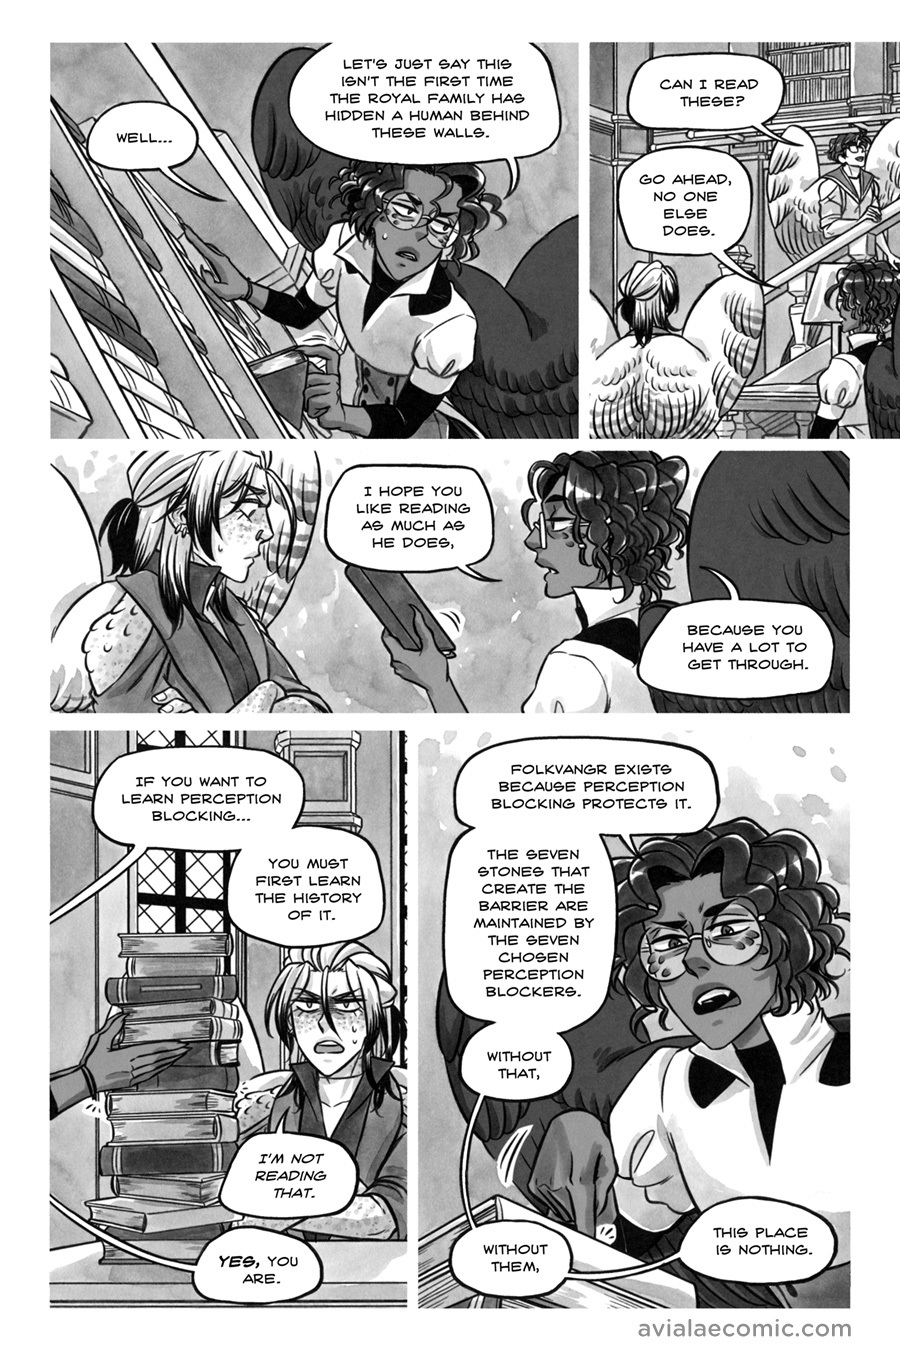 WELL...
LET'S JUST SAY THIS
ISN'T THE FIRST TIME
THE ROYAL FAMILY HAS
HIDDEN A HUMAN BEHIND
THESE WALLS.
CAN I READ
THESE?
GO AHEAD,
NO ONE
ELSE
DOES.
I HOPE YOU
LIKE READING
AS MUCH AS
HE DOES,
BECAUSE YOU
HAVE A LOT TO
GET THROUGH.
IF YOU WANT TO
LEARN PERCEPTION
BLOCKING...
YOU MUST
FIRST LEARN
THE HISTORY
OF IT.
I'M NOT
READING
THAT.
YES, YOU
ARE.
FOLKVANGR EXISTS
BECAUSE PERCEPTION
BLOCKING PROTECTS IT.
THE SEVEN
STONES THAT
CREATE THE
BARRIER ARE
MAINTAINED BY
THE SEVEN
CHOSEN
PERCEPTION
BLOCKERS.
WITHOUT
THAT,
WITHOUT
THEM,
THIS PLACE
IS NOTHING.
avialaecomic.com